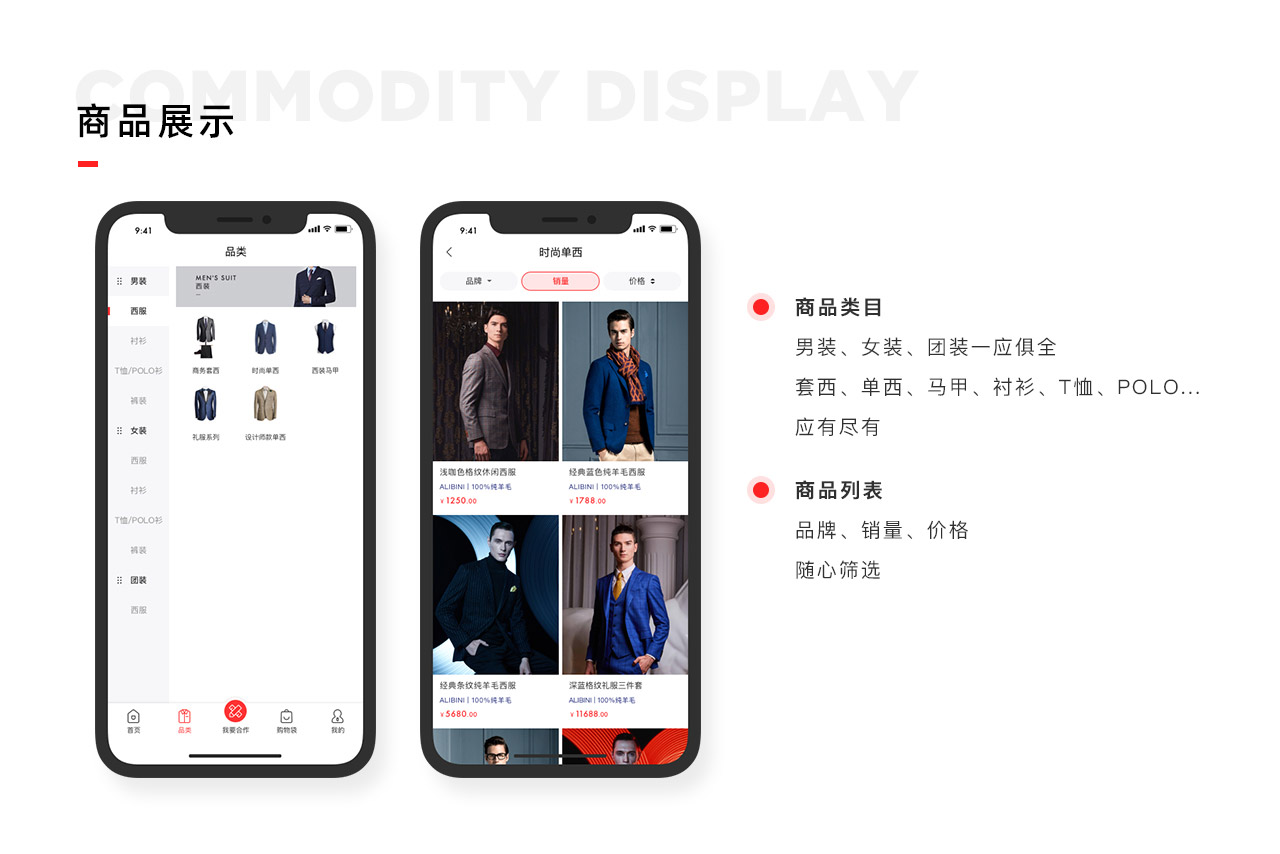 COMMODITY DISPLAY
商品展示
9:41
品类
男装
西服
衬衫
T恤/POLO衫
裤装
女装
西服
衬衫
T恤/POLO衫
裤装
团装
西服
MEN'S SUIT
西装
商务套西
时尚单西
西装马甲
礼服系列
设计师款单西
首页
品类
我要合作
购物袋
我的
9:41
时尚单西
品牌
销量
价格
浅咖色格纹休闲西服
ALIBINI | 100%纯羊毛
¥1250.00
经典蓝色纯羊毛西服
ALIBINI | 100%纯羊毛
¥1788.00
经典条纹纯羊毛西服
ALIBINI | 100%纯羊毛
¥5680.00
深蓝格纹礼服三件套
ALIBINI | 100%纯羊毛
¥11688.00
商品类目
男装、女装、团装一应俱全
套西、单西、马甲、衬衫、T恤、POLO...
应有尽有
商品列表
品牌、销量、价格
随心筛选